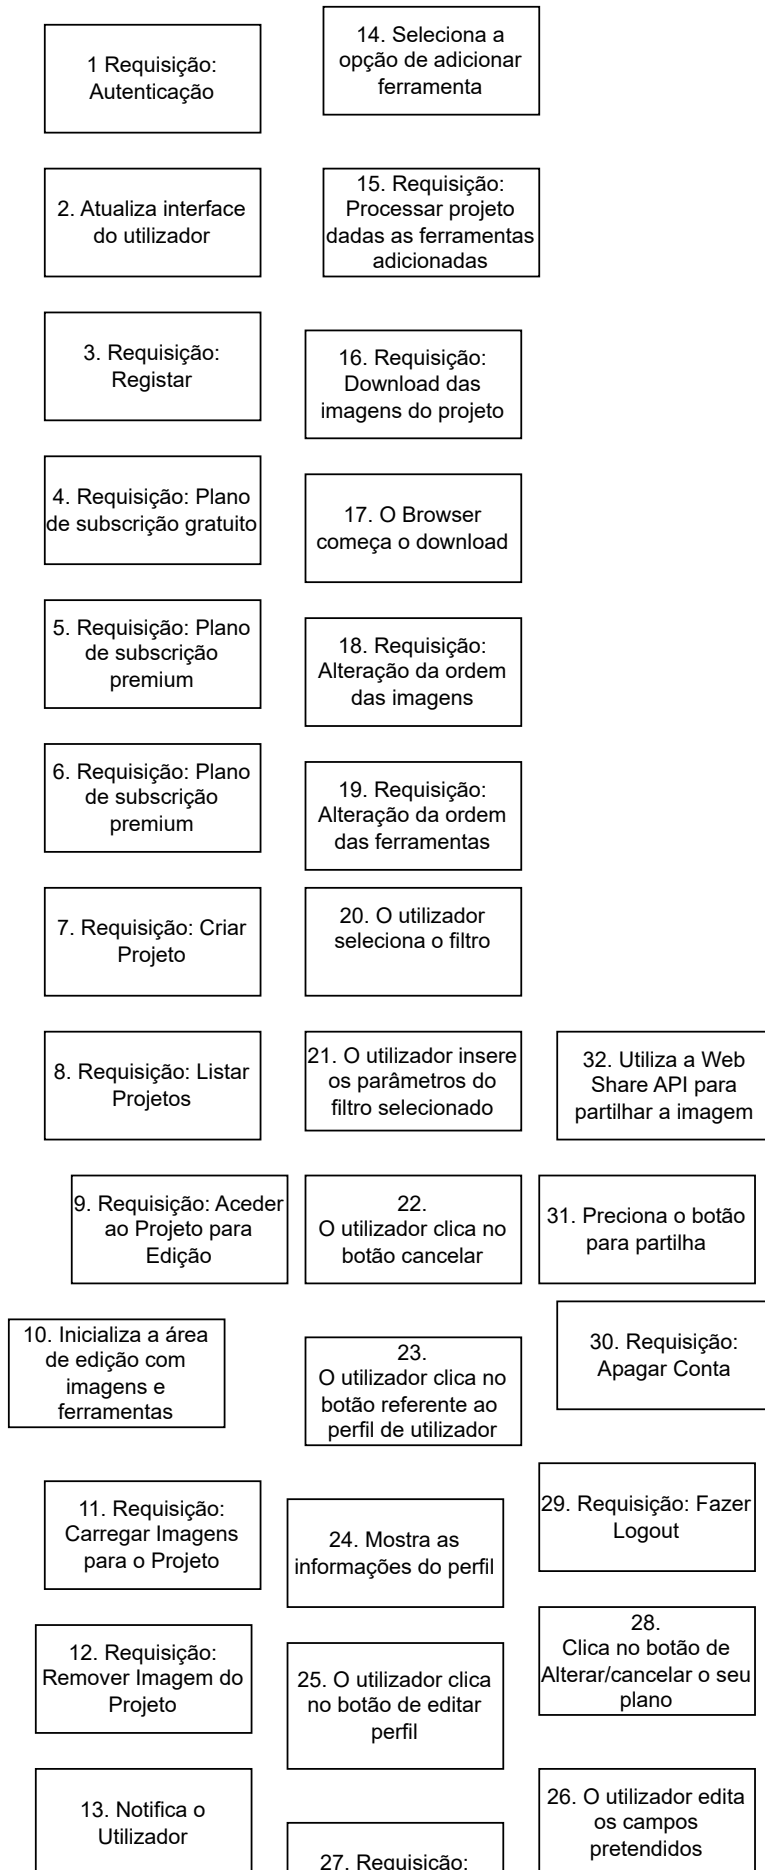 1 Requisição:
Autenticação
2. Atualiza interface
do utilizador
3. Requisição:
Registar
4. Requisição: Plano
de subscrição gratuito
5. Requisição: Plano
de subscrição
premium
6. Requisição: Plano
de subscrição
premium
7. Requisição: Criar
Projeto
8. Requisição: Listar
Projetos
9. Requisição: Aceder
ao Projeto para
Edição
10. Inicializa a área
de edição com
imagens e
ferramentas
11. Requisição:
Carregar Imagens
para o Projeto
12. Requisição:
Remover Imagem do
Projeto
13. Notifica o
Utilizador
14. Seleciona a
opção de adicionar
ferramenta
15. Requisição:
Processar projeto
dadas as ferramentas
adicionadas
16. Requisição:
Download das
imagens do projeto
17. O Browser
começa o download
18. Requisição:
Alteração da ordem
das imagens
19. Requisição:
Alteração da ordem
das ferramentas
20. O utilizador
seleciona o filtro
21. O utilizador insere
os parâmetros do
filtro selecionado
22.
O utilizador clica no
botão cancelar
23.
O utilizador clica no
botão referente ao
perfil de utilizador
24. Mostra as
informações do perfil
25. O utilizador clica
no botão de editar
perfil
27. Requisição:
32. Utiliza a Web
Share API para
partilhar a imagem
31. Preciona o botão
para partilha
30. Requisição:
Apagar Conta
29. Requisição: Fazer
Logout
28.
Clica no botão de
Alterar/cancelar o seu
plano
26. O utilizador edita
os campos
pretendidos